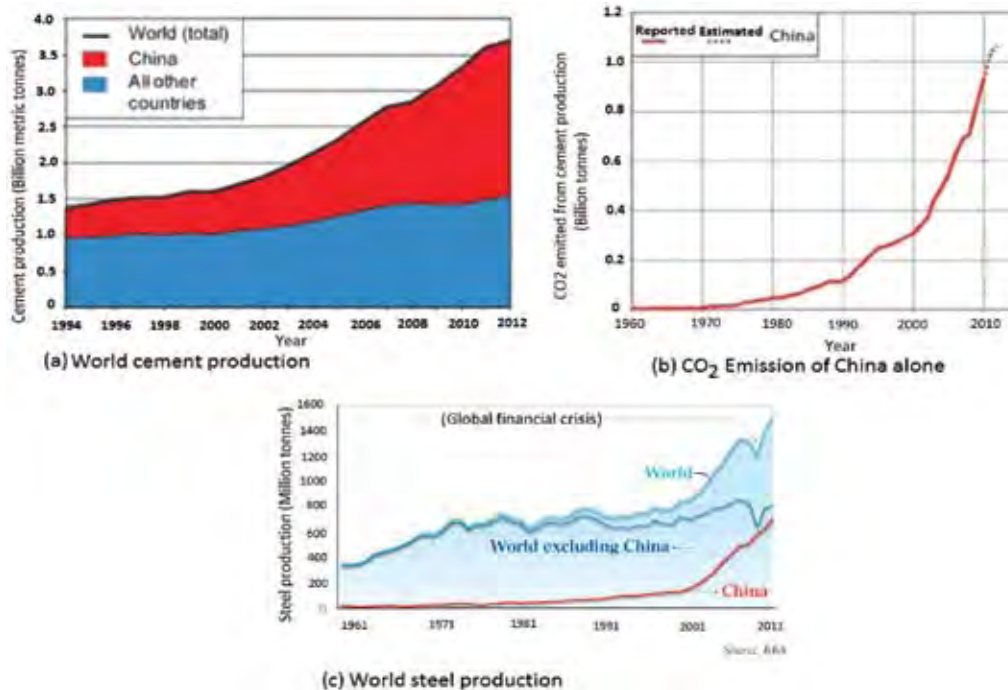 Cement production (Billion metric tonnes)
4.0
3.5
3.0
2.5
2.0
1.5
1.0
0.5
0
World (total)
China
All other
countries
1994 1996 1998 2000 2002 2004 2006 2008 2010 2012
Year
(a) World cement production
CO2 emitted from cement production
(Billion tonnes)
1.2
1.0
0.8
0.6
0.4
0.2
0
Reported Estimated China
1960 1970 1980 1990 2000 2010
Year
(b) CO2 Emission of China alone
Steel production (Million tonnes)
1600
1400
1200
1000
800
600
400
200
0
(Global financial crisis)
World
World excluding China
China
1961 1971 1981 1991 2001 2011
(c) World steel production